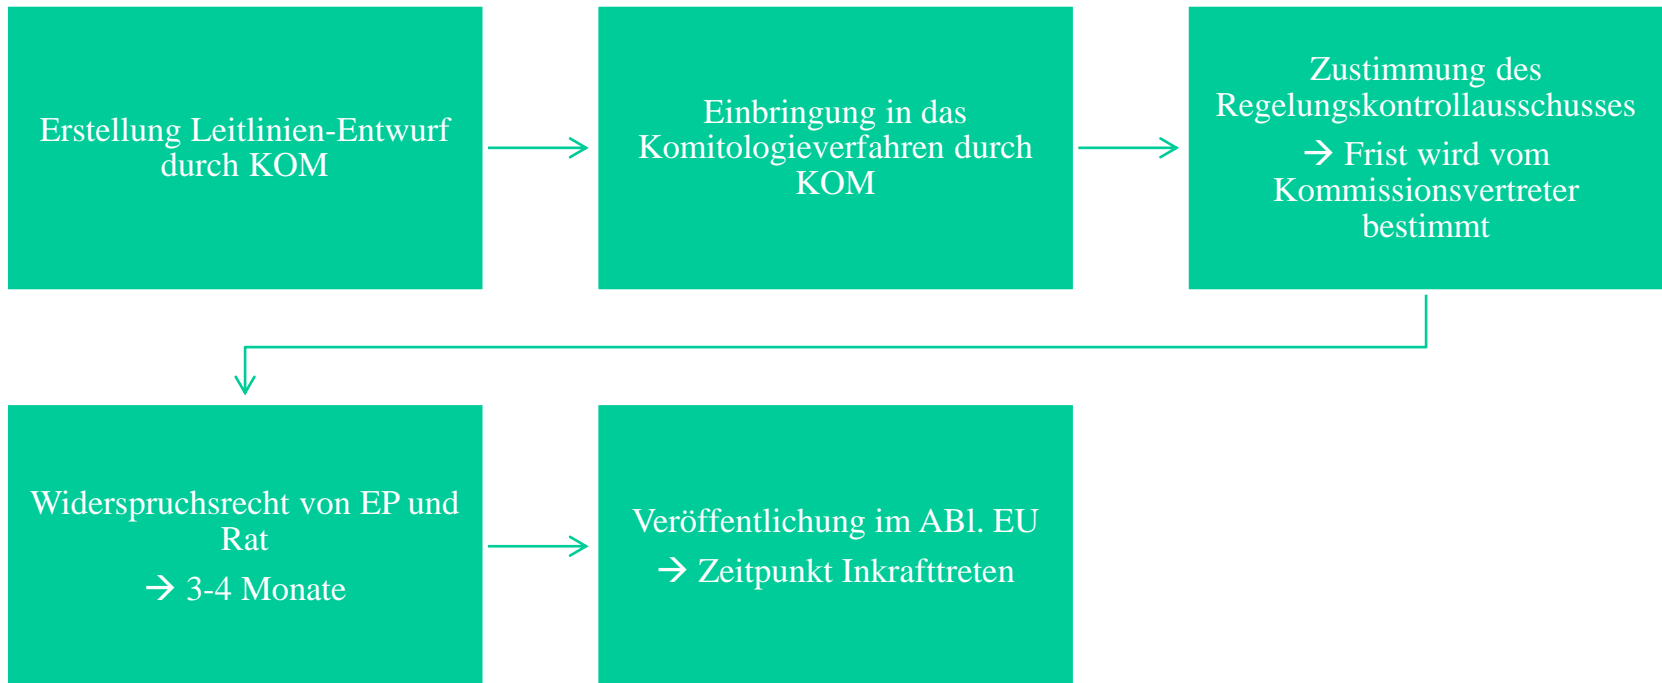 Erstellung Leitlinien-Entwurf
durch KOM
Einbringung in das
Komitologieverfahren durch
KOM
Zustimmung des
Regelungskontrollausschusses
→ Frist wird vom
Kommissionsvertreter
bestimmt
Widerspruchsrecht von EP und
Rat
→ 3-4 Monate
Veröffentlichung im ABl. EU
→ Zeitpunkt Inkrafttreten